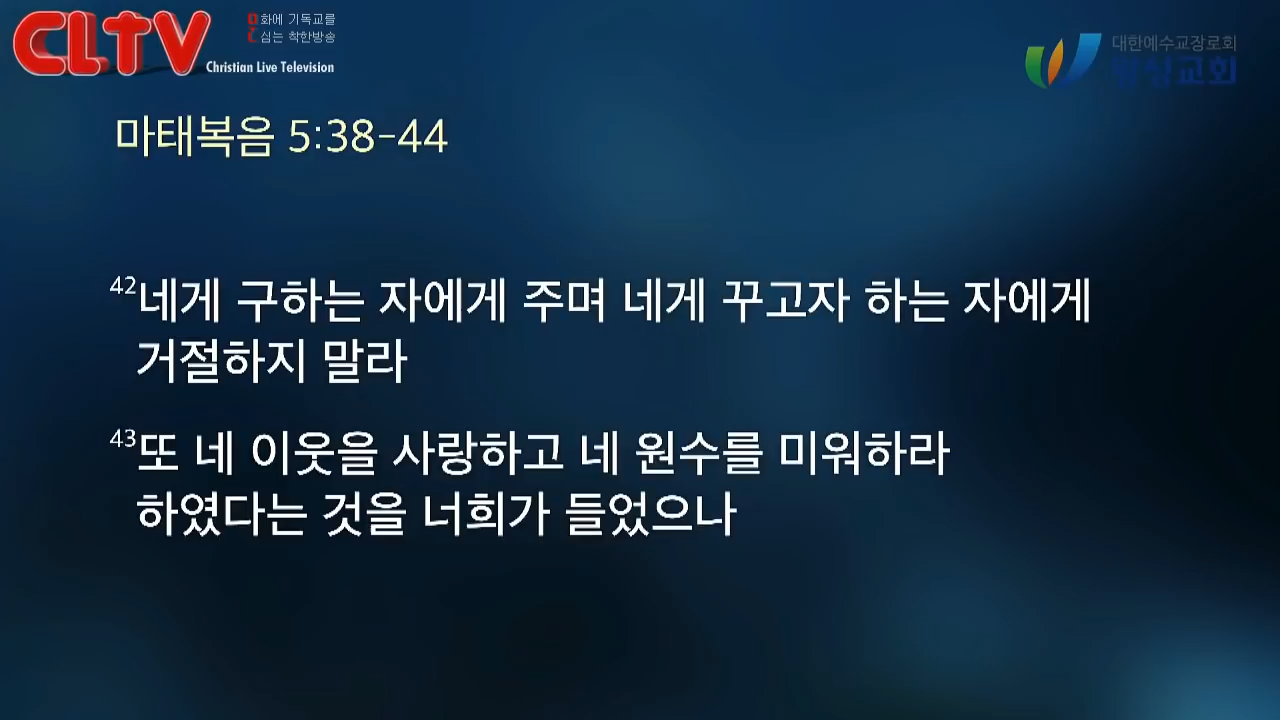 CLTV
문화에 기독교를
심는 착한방송
Christian Live Television
대한예수교장로회
마태복음 5:38-44
42네게 구하는 자에게 주며 네게 꾸고자 하는 자에게
거절하지 말라
43또 네 이웃을 사랑하고 네 원수를 미워하라
하였다는 것을 너희가 들었으나